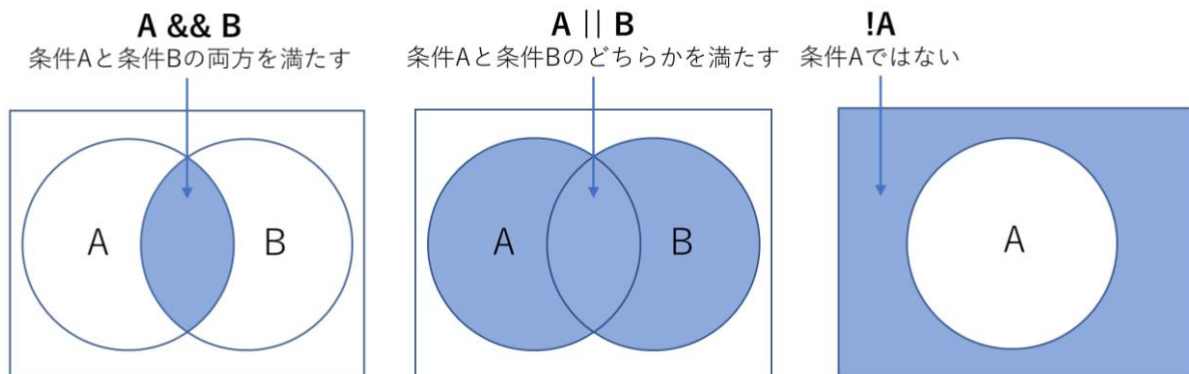 A && B
条件Aと条件Bの両方を満たす
A
B
A || B
条件Aと条件Bのどちらかを満たす
A
B
!A
条件Aではない
A